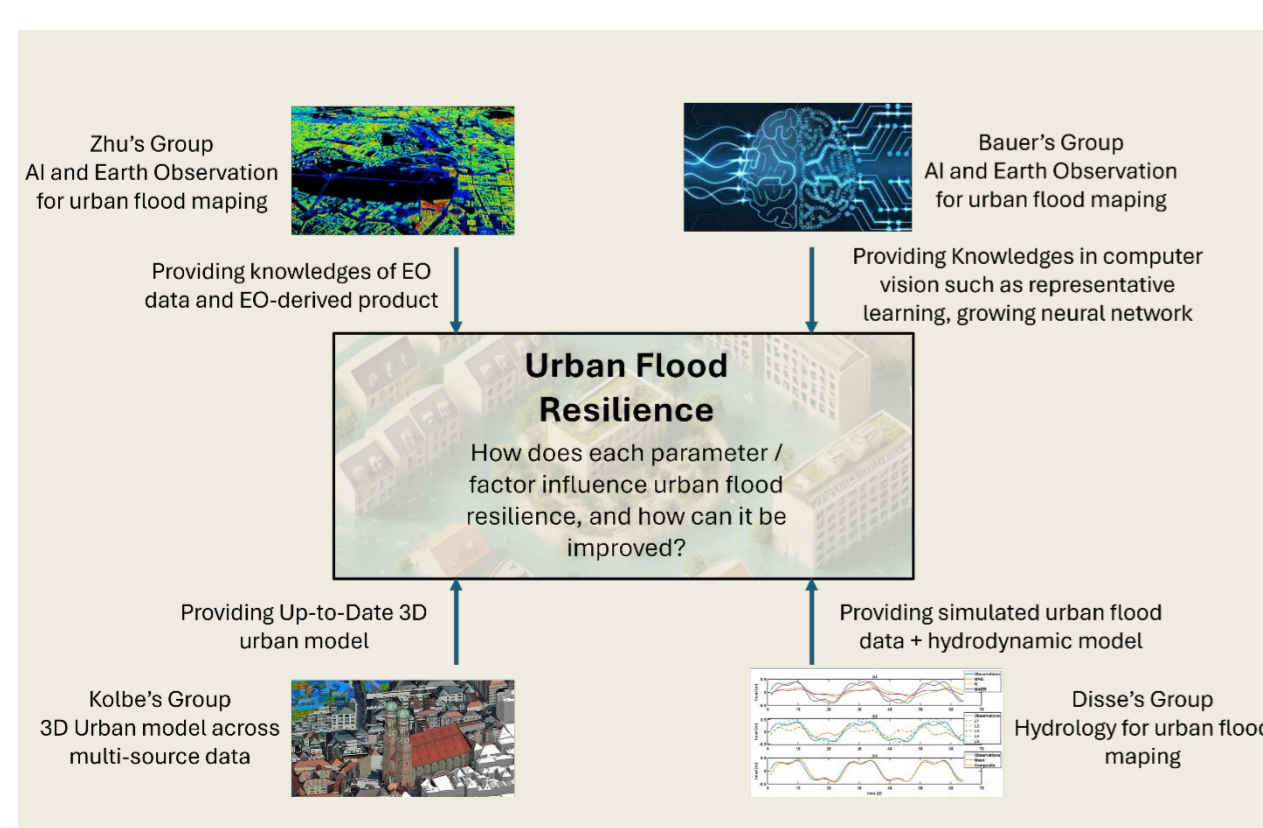 Zhu's Group
AI and Earth Observation
for urban flood maping
Bauer's Group
AI and Earth Observation
for urban flood maping
Providing knowledges of EO
data and EO-derived product
Providing Knowledges in computer
vision such as representative
learning, growing neural network
Urban Flood
Resilience
How does each parameter /
factor influence urban flood
resilience, and how can it be
improved?
Providing Up-to-Date 3D
urban model
Providing simulated urban flood
data + hydrodynamic model
Kolbe's Group
3D Urban model across
multi-source data
Disse's Group
Hydrology for urban flood
maping